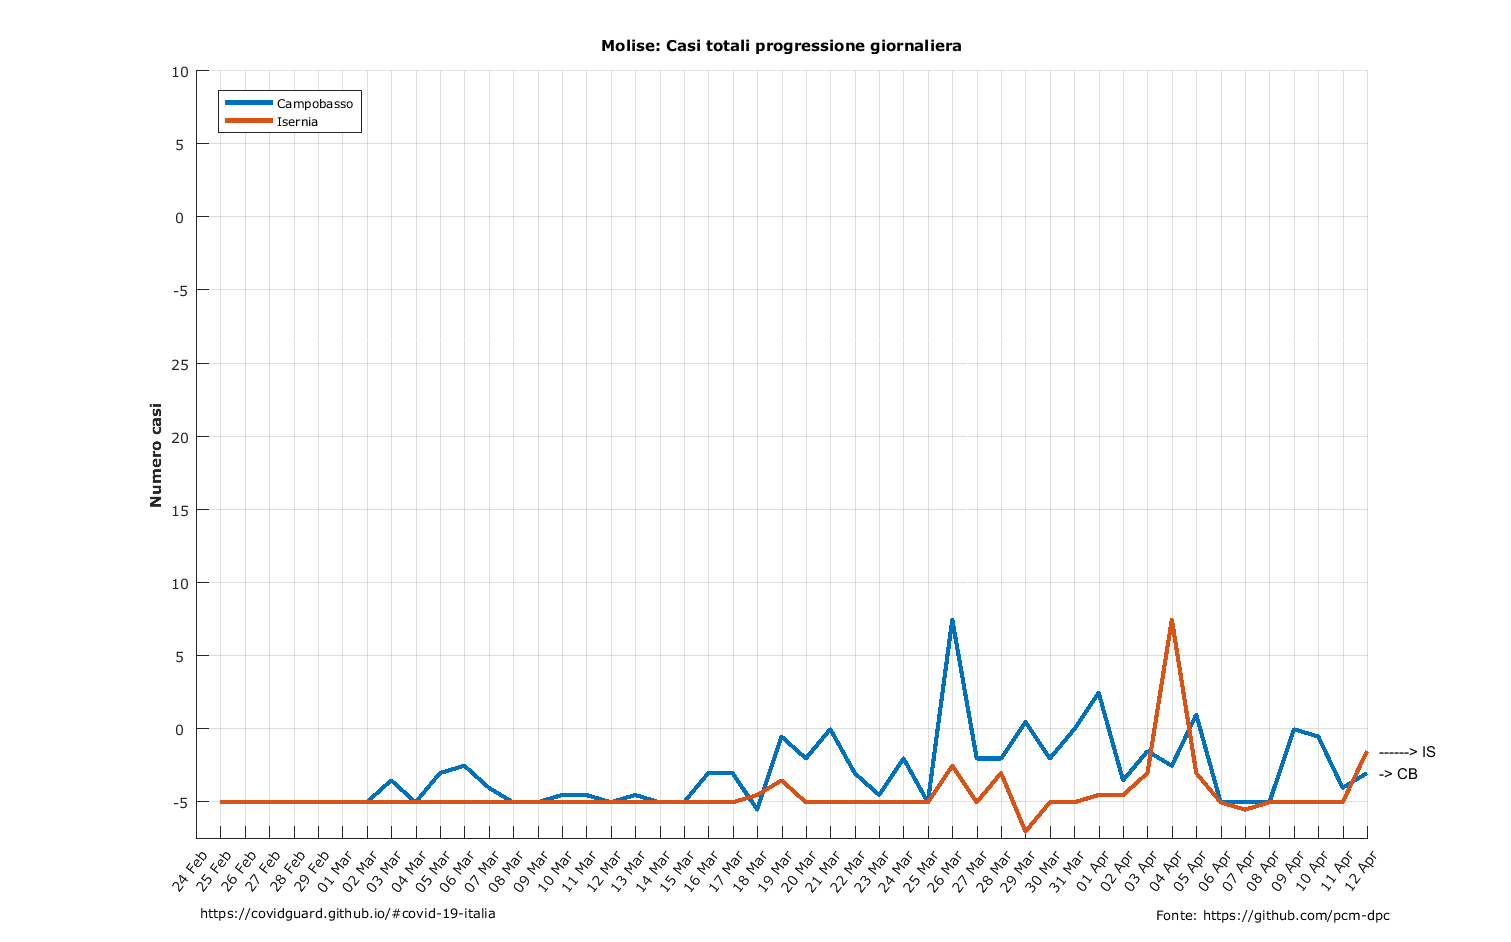 Molise: Casi totali progressione giornaliera
Campobasso
Isernia
Numero casi
10
5
0
-5
25
20
15
10
5
0
-5
------> IS
-> CB
24 Feb
25 Feb
26 Feb
27 Feb
28 Feb
29 Feb
01 Mar
02 Mar
03 Mar
04 Mar
05 Mar
06 Mar
07 Mar
08 Mar
09 Mar
10 Mar
11 Mar
12 Mar
13 Mar
14 Mar
15 Mar
16 Mar
17 Mar
18 Mar
19 Mar
20 Mar
21 Mar
22 Mar
23 Mar
24 Mar
25 Mar
26 Mar
27 Mar
28 Mar
29 Mar
30 Mar
31 Mar
01 Apr
02 Apr
03 Apr
04 Apr
05 Apr
06 Apr
07 Apr
08 Apr
09 Apr
10 Apr
11 Apr
12 Apr
https://covidguard.github.io/#covid-19-italia
Fonte: https://github.com/pcm-dpc